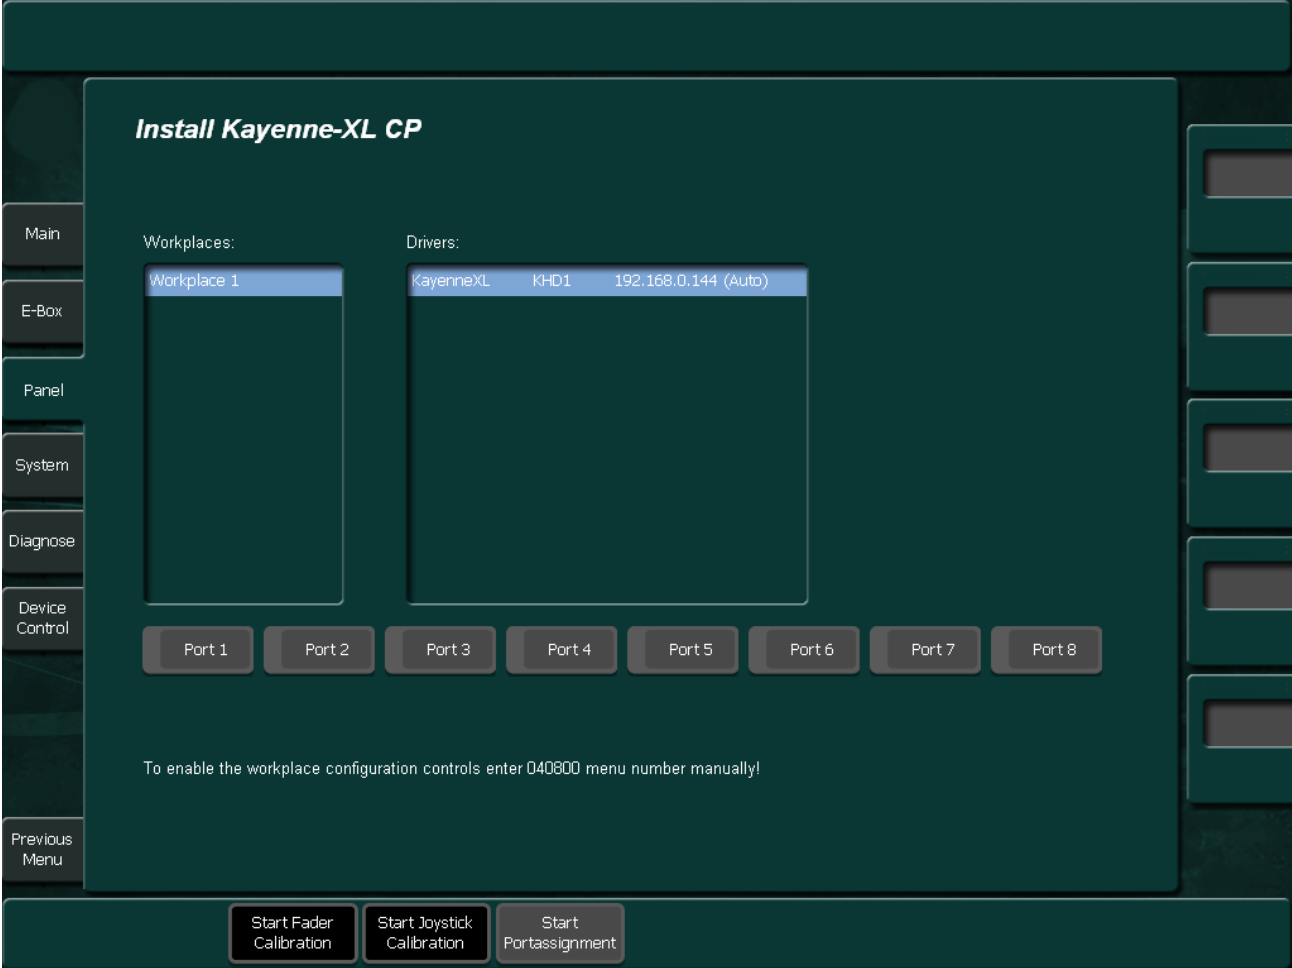 Install Kayenne-XL CP
Main
E-Box
Panel
System
Diagnose
Device
Control
Previous
Menu
Workplaces:
Workplace 1
Drivers:
KayenneXL KHD1 192.168.0.144 (Auto)
Port 1 Port 2 Port 3 Port 4 Port 5 Port 6 Port 7 Port 8
To enable the workplace configuration controls enter 040800 menu number manually!
Start Fader
Calibration
Start Joystick
Calibration
Start
Portassignment